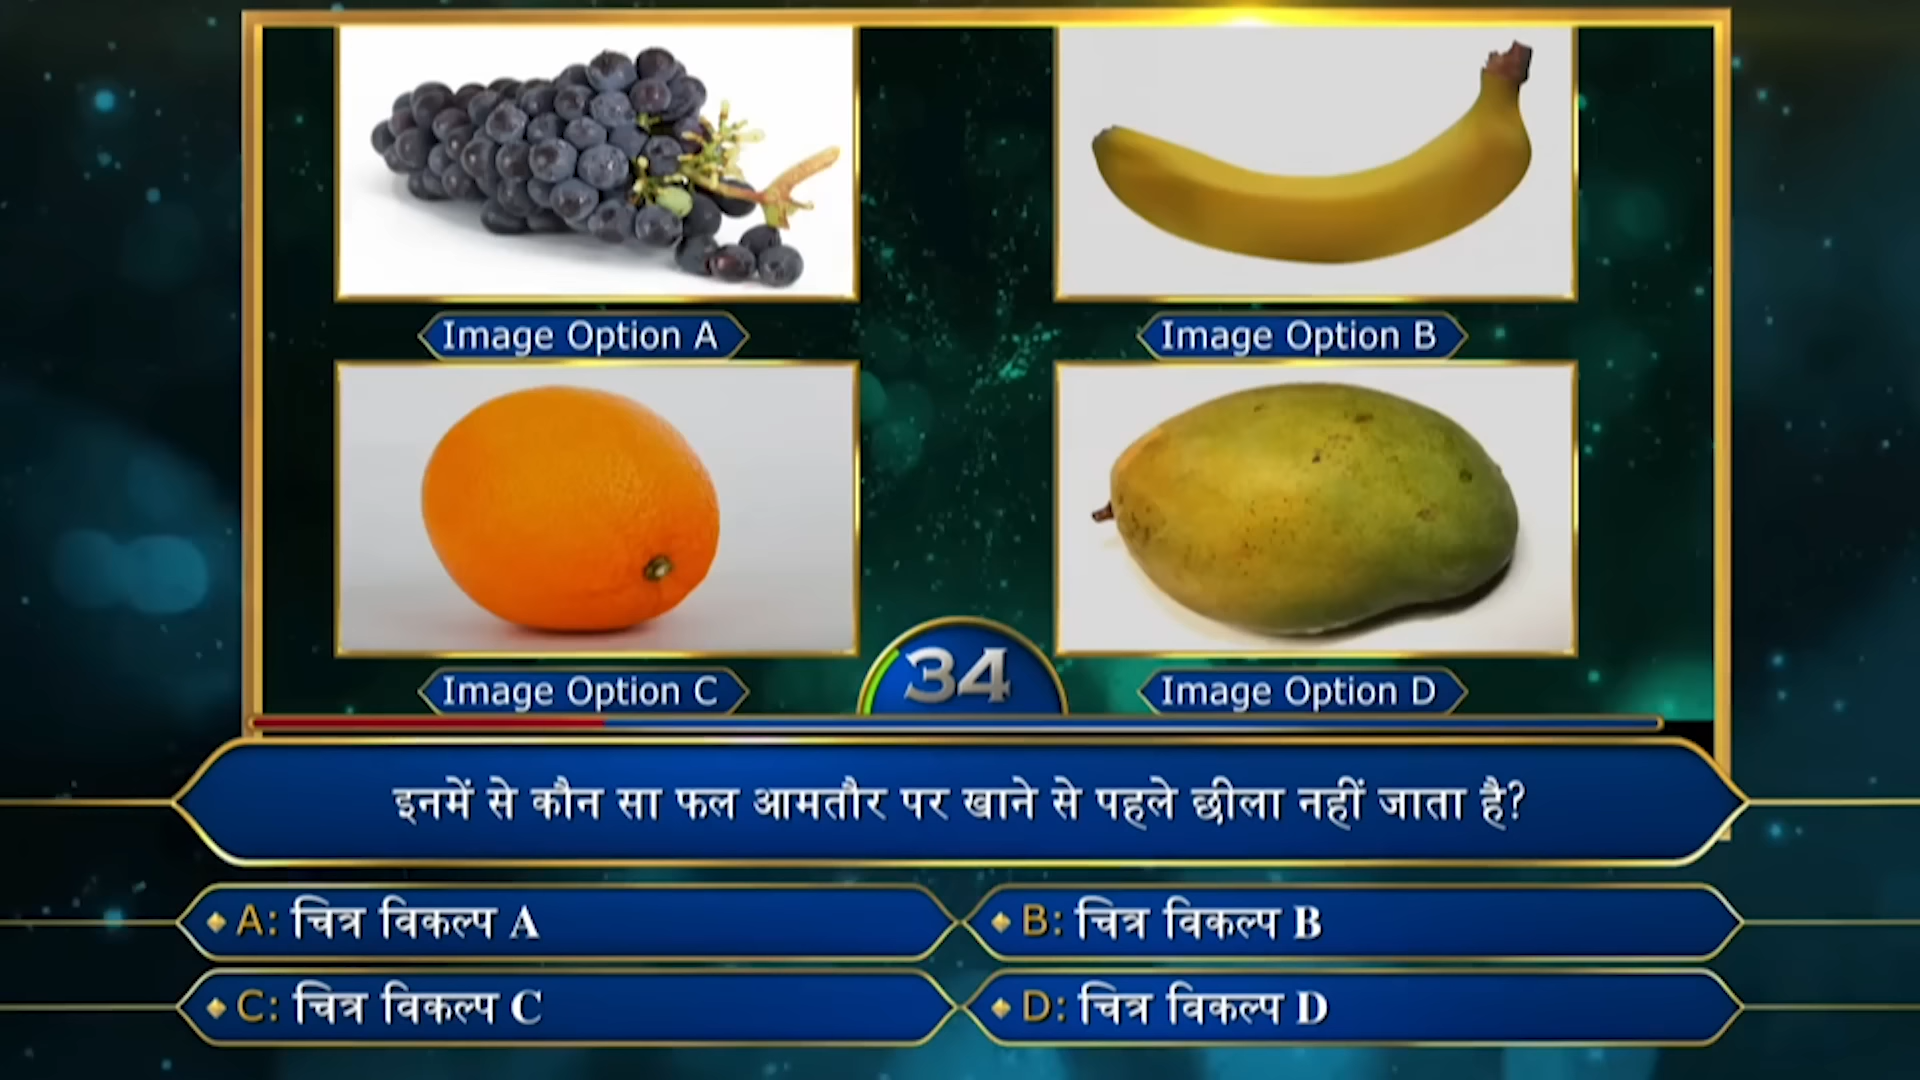 Image Option A
Image Option B
Image Option C
34
Image Option D
इनमें से कौन सा फल आमतौर पर खाने से पहले छीला नहीं जाता है?
A: चित्र विकल्प A
B: चित्र विकल्प B
C: चित्र विकल्प C
D: चित्र विकल्प D